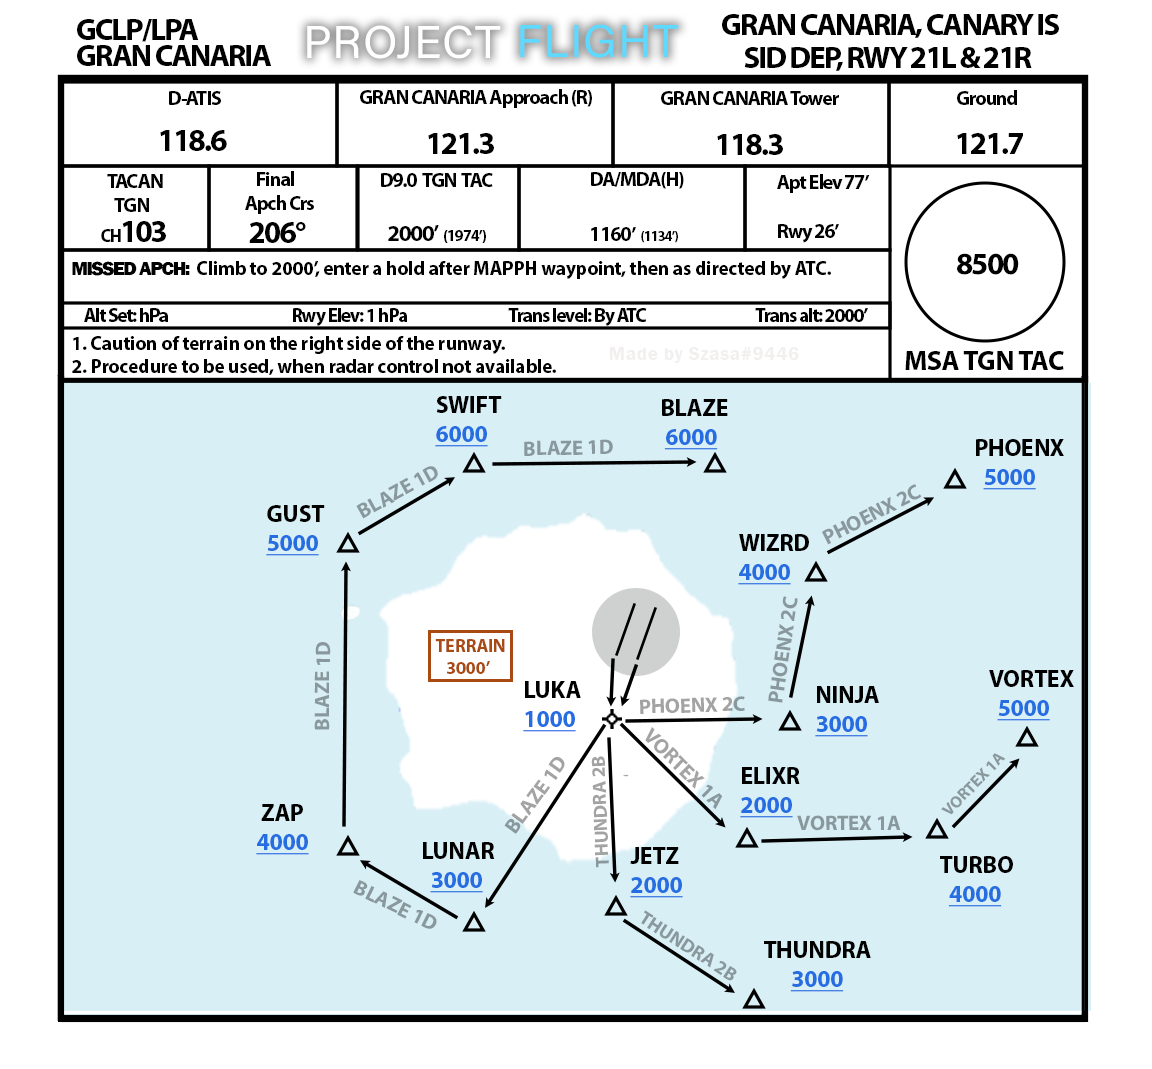 GCLP/LPA
GRAN CANARIA
PROJECT FLIGHT
GRAN CANARIA, CANARY IS
SID DEP, RWY 21L & 21R
D-ATIS
118.6
GRAN CANARIA Approach (R)
121.3
GRAN CANARIA Tower
118.3
Ground
121.7
TACAN
TGN
CH103
Final
Apch Crs
206°
D9.0 TGN TAC
2000’ (1974’)
DA/MDA(H)
1160’ (1134’)
Apt Elev 77’
Rwy 26’
8500
MSA TGN TAC
MISSED APCH: Climb to 2000’, enter a hold after MAPPH waypoint, then as directed by ATC.
Alt Set: hPa
Rwy Elev: 1 hPa
Trans level: By ATC
Trans alt: 2000’
1. Caution of terrain on the right side of the runway.
2. Procedure to be used, when radar control not available.
Made by Szasa#9446
SWIFT
6000
BLAZE 1D
BLAZE
6000
PHOENX
5000
BLAZE 1D
PHOENX 2C
GUST
5000
WIZRD
4000
BLAZE 1D
TERRAIN
3000’
PHOENX 2C
LUKA
1000
PHOENX 2C
NINJA
3000
VORTEX
5000
BLAZE 1D
THUNDRA 2B
VORTEX 1A
ELIXR
2000
VORTEX 1A
VORTEX 1A
ZAP
4000
LUNAR
3000
BLAZE 1D
JETZ
2000
TURBO
4000
THUNDRA 2B
THUNDRA
3000